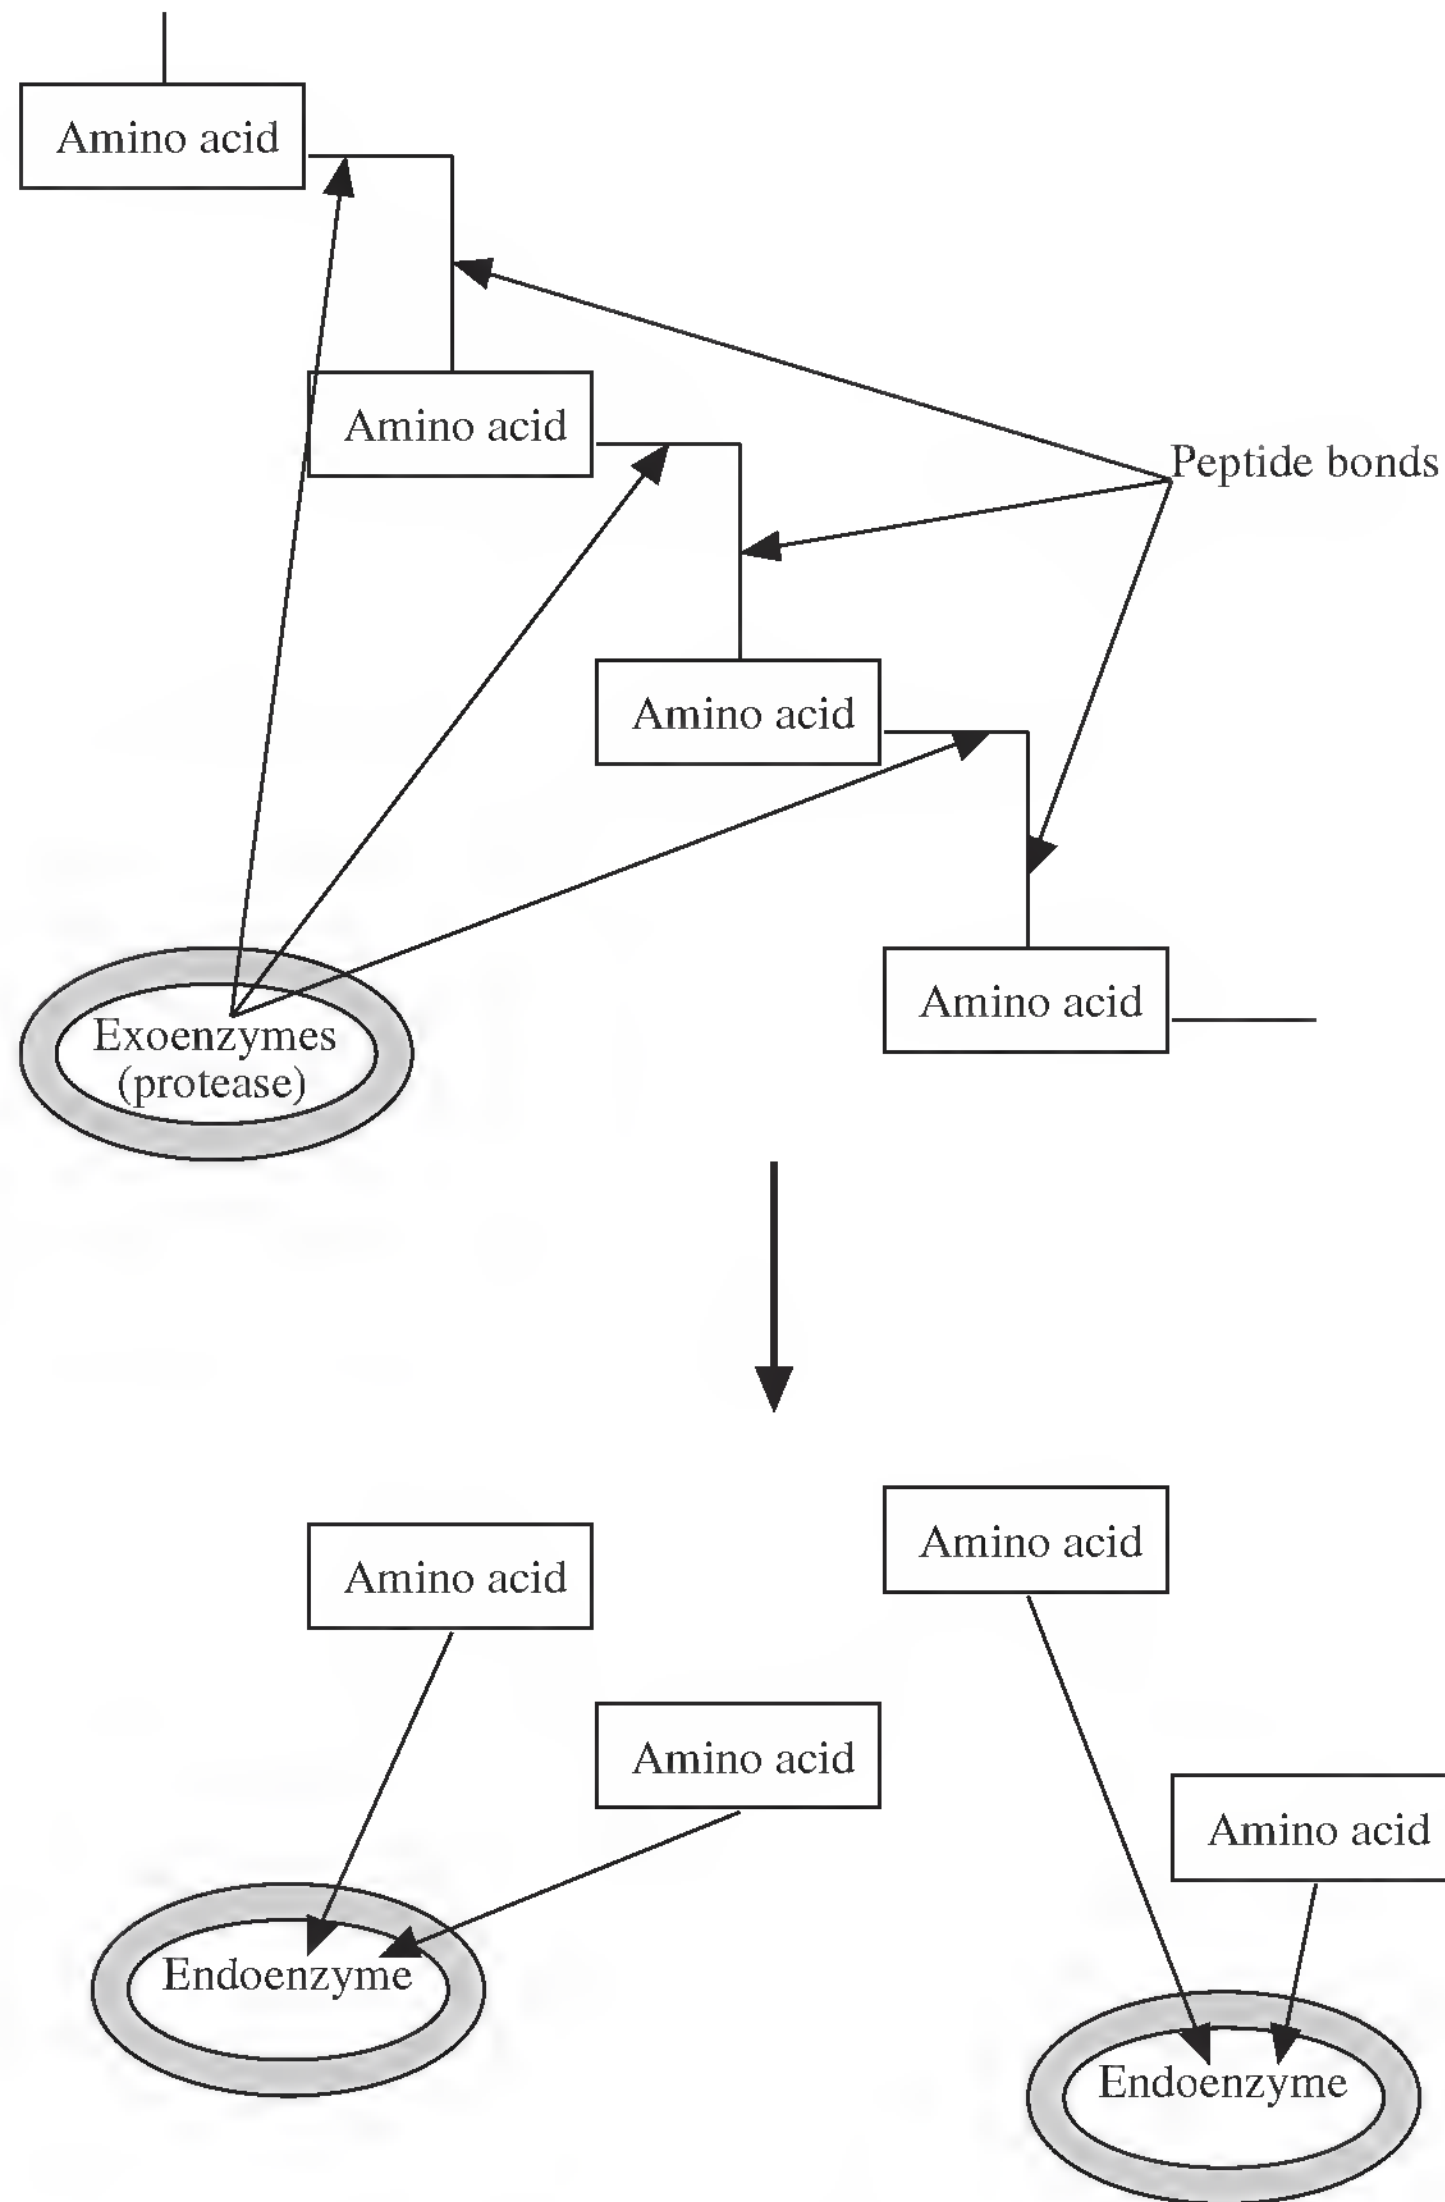 Amino acid
Amino acid
Peptide bonds
Amino acid
Amino acid
Exoenzymes
(protease)
Amino acid
Amino acid
Amino acid
Amino acid
Endoenzyme
Endoenzyme